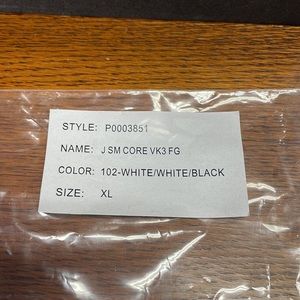 STYLE: P0003851
NAME: J SM CORE VK3 FG
COLOR: 102-WHITE/WHITE/BLACK
SIZE: XL